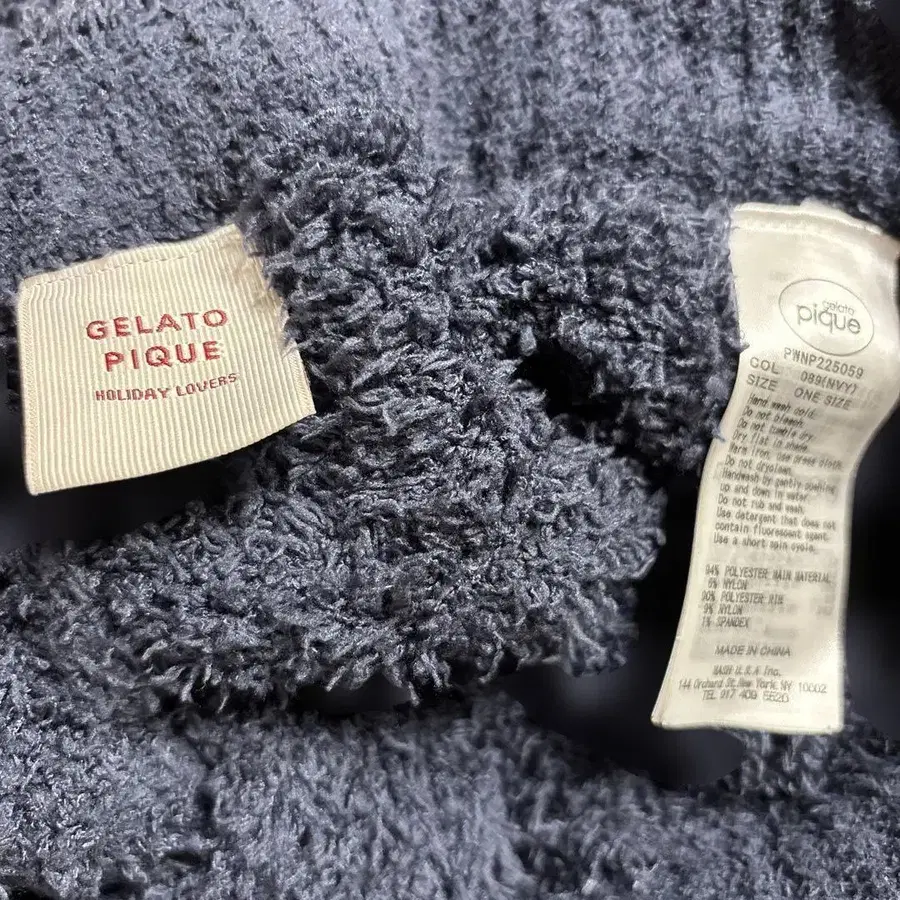 GELATO
PIQUE
HOLIDAY LOVERS
gelato
pique
PWNP225059
COL 089(NVY)
SIZE ONE SIZE
Hand wash cold.
Do not bleach.
Do not tumble dry.
Dry flat in shade.
Warm iron, use press cloth.
Do not dryclean.
Handwash by gently pushing
up and down in water.
Do not rub and wash.
Use detergent that does not
contain fluorescent agent.
Use a short spin cycle.
94% POLYESTER MAIN MATERIAL
6% NYLON
90% POLYESTER RIB
9% NYLON
1% SPANDEX
MADE IN CHINA
MASH U.S.A Inc.
144 Orchard St, New York, NY 10002
TEL 917 409 5520